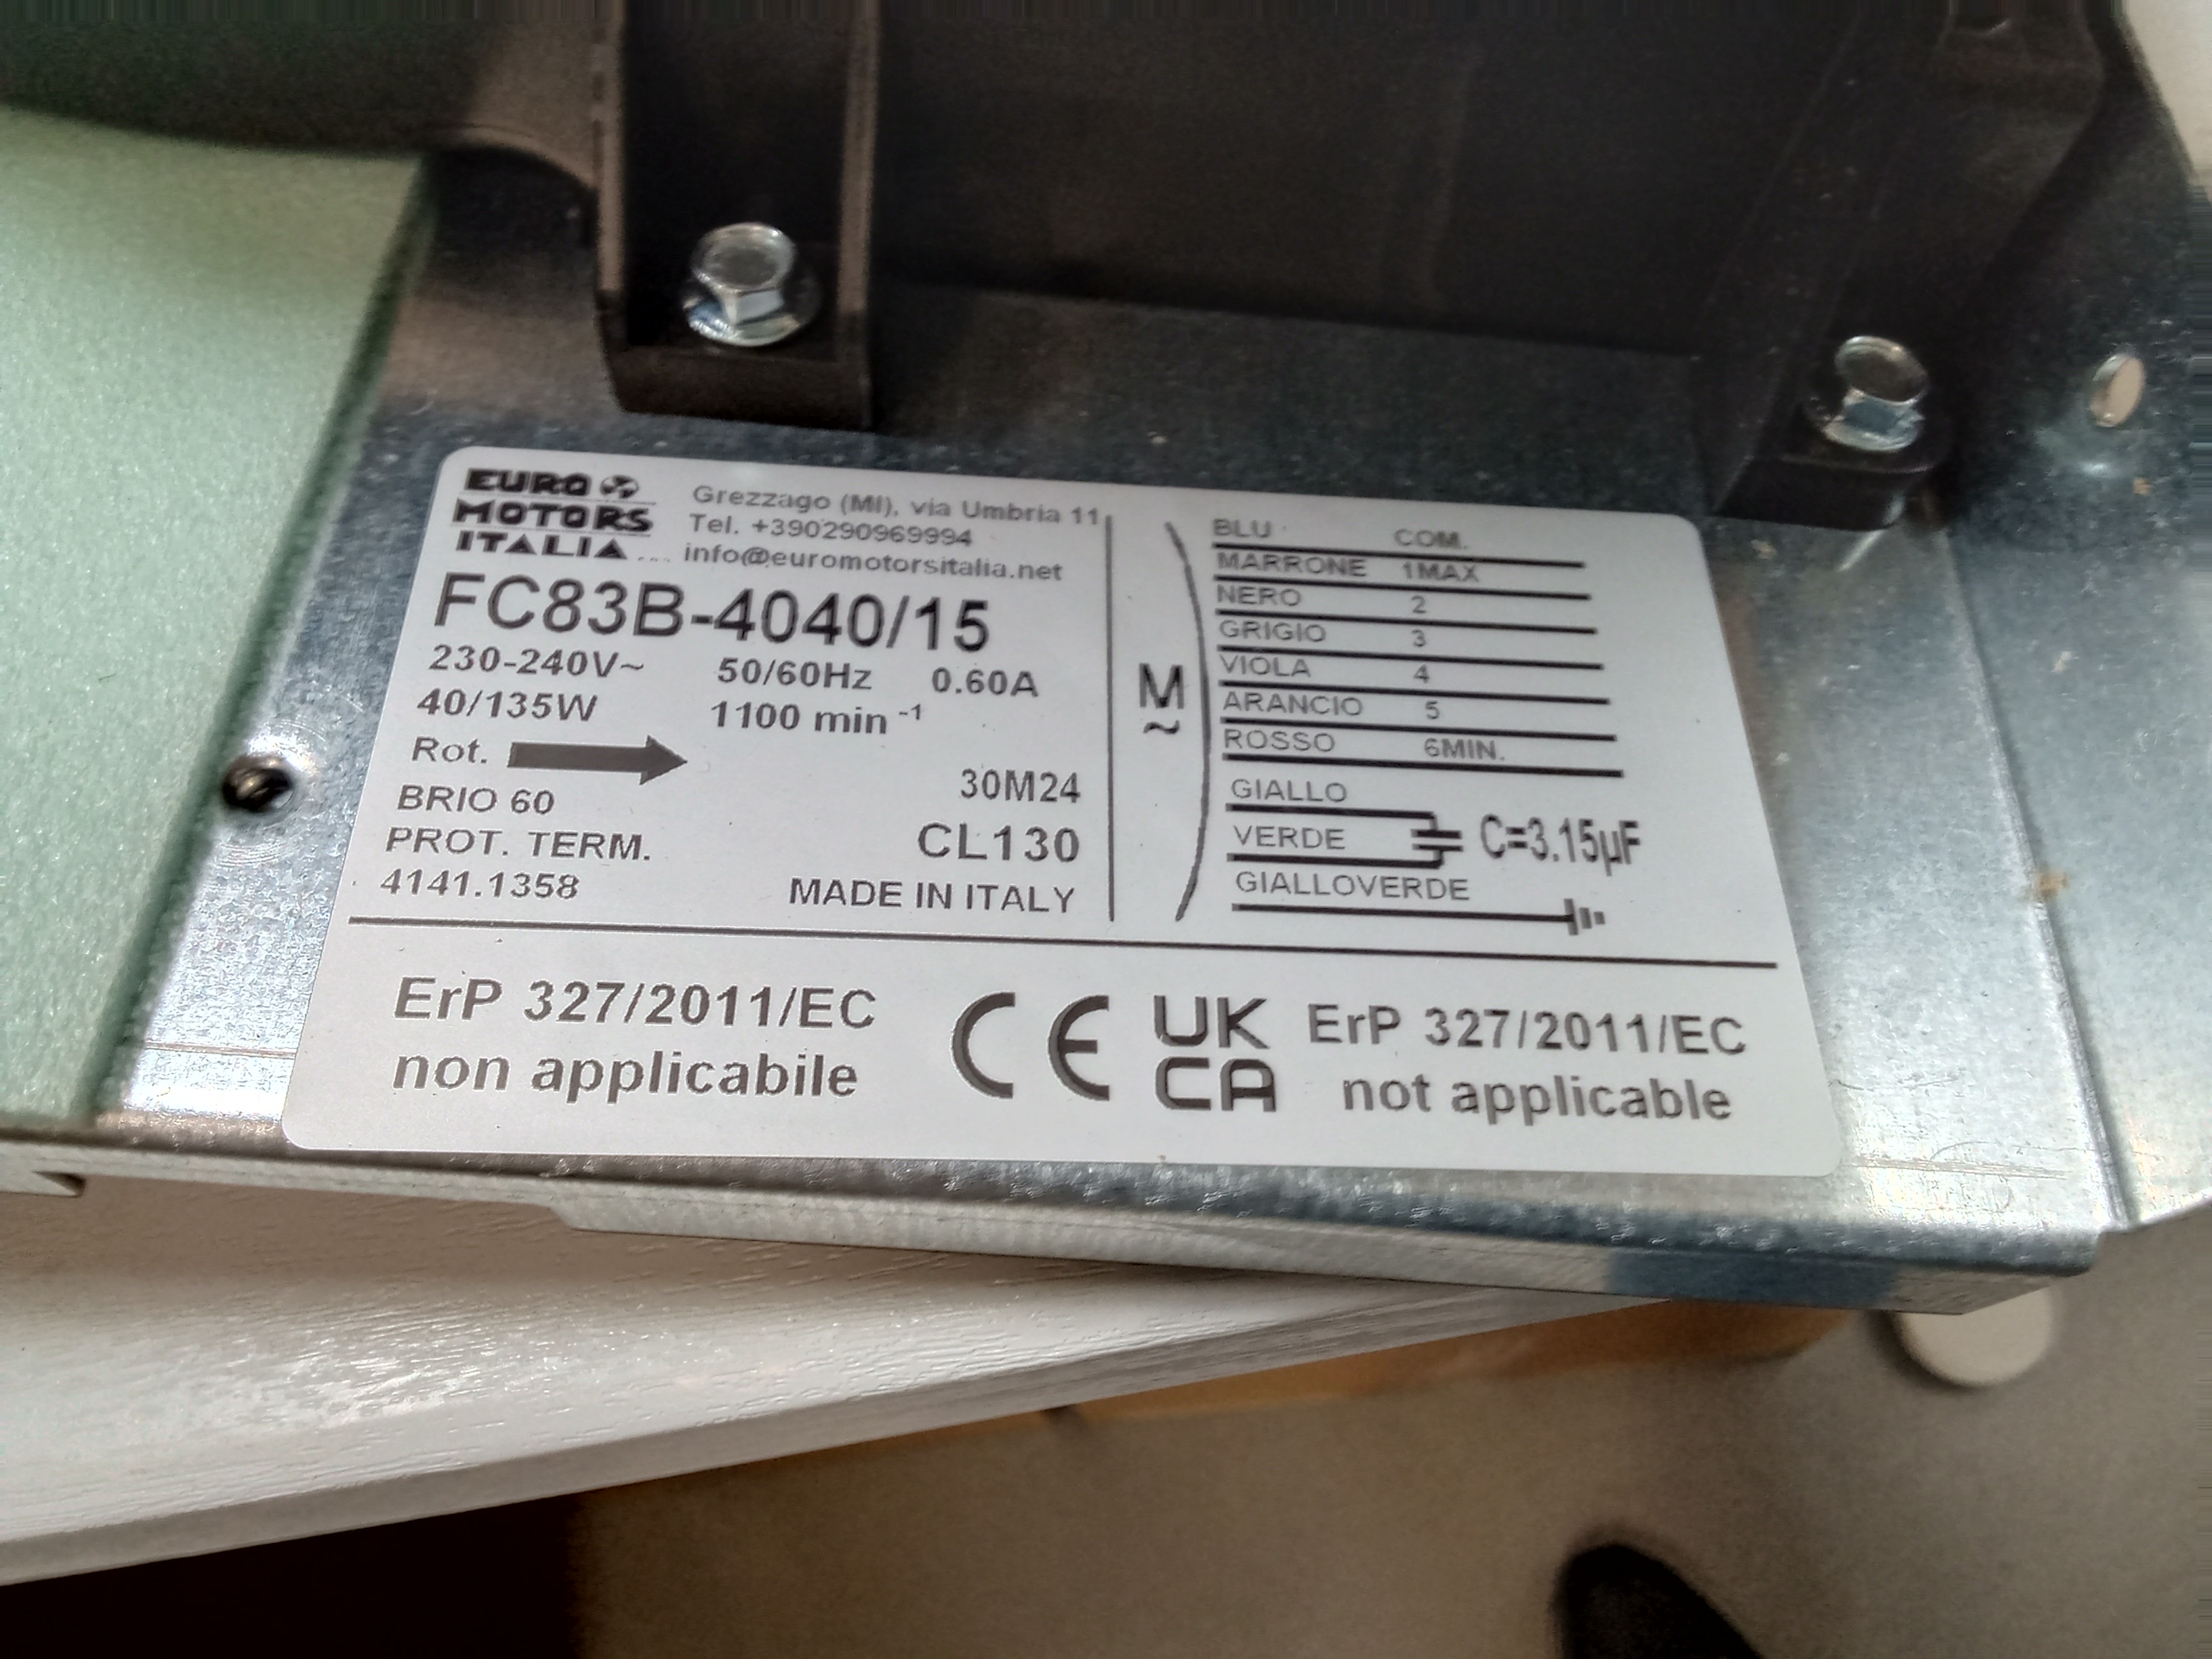 EURO
MOTORS
ITALIA
Grezzago (MI), via Umbria 11
Tel. +390290969994
info@euromotorsitalia.net
FC83B-4040/15
230-240V~ 50/60Hz 0.60A
40/135W 1100 min -1
Rot.
BRIO 60 30M24
PROT. TERM. CL130
4141.1358 MADE IN ITALY
M
~
BLU COM.
MARRONE 1MAX
NERO 2
GRIGIO 3
VIOLA 4
ARANCIO 5
ROSSO 6MIN.
GIALLO
VERDE C=3.15µF
GIALLOVERDE
ErP 327/2011/EC
non applicabile
CE
UK
CA
ErP 327/2011/EC
not applicable